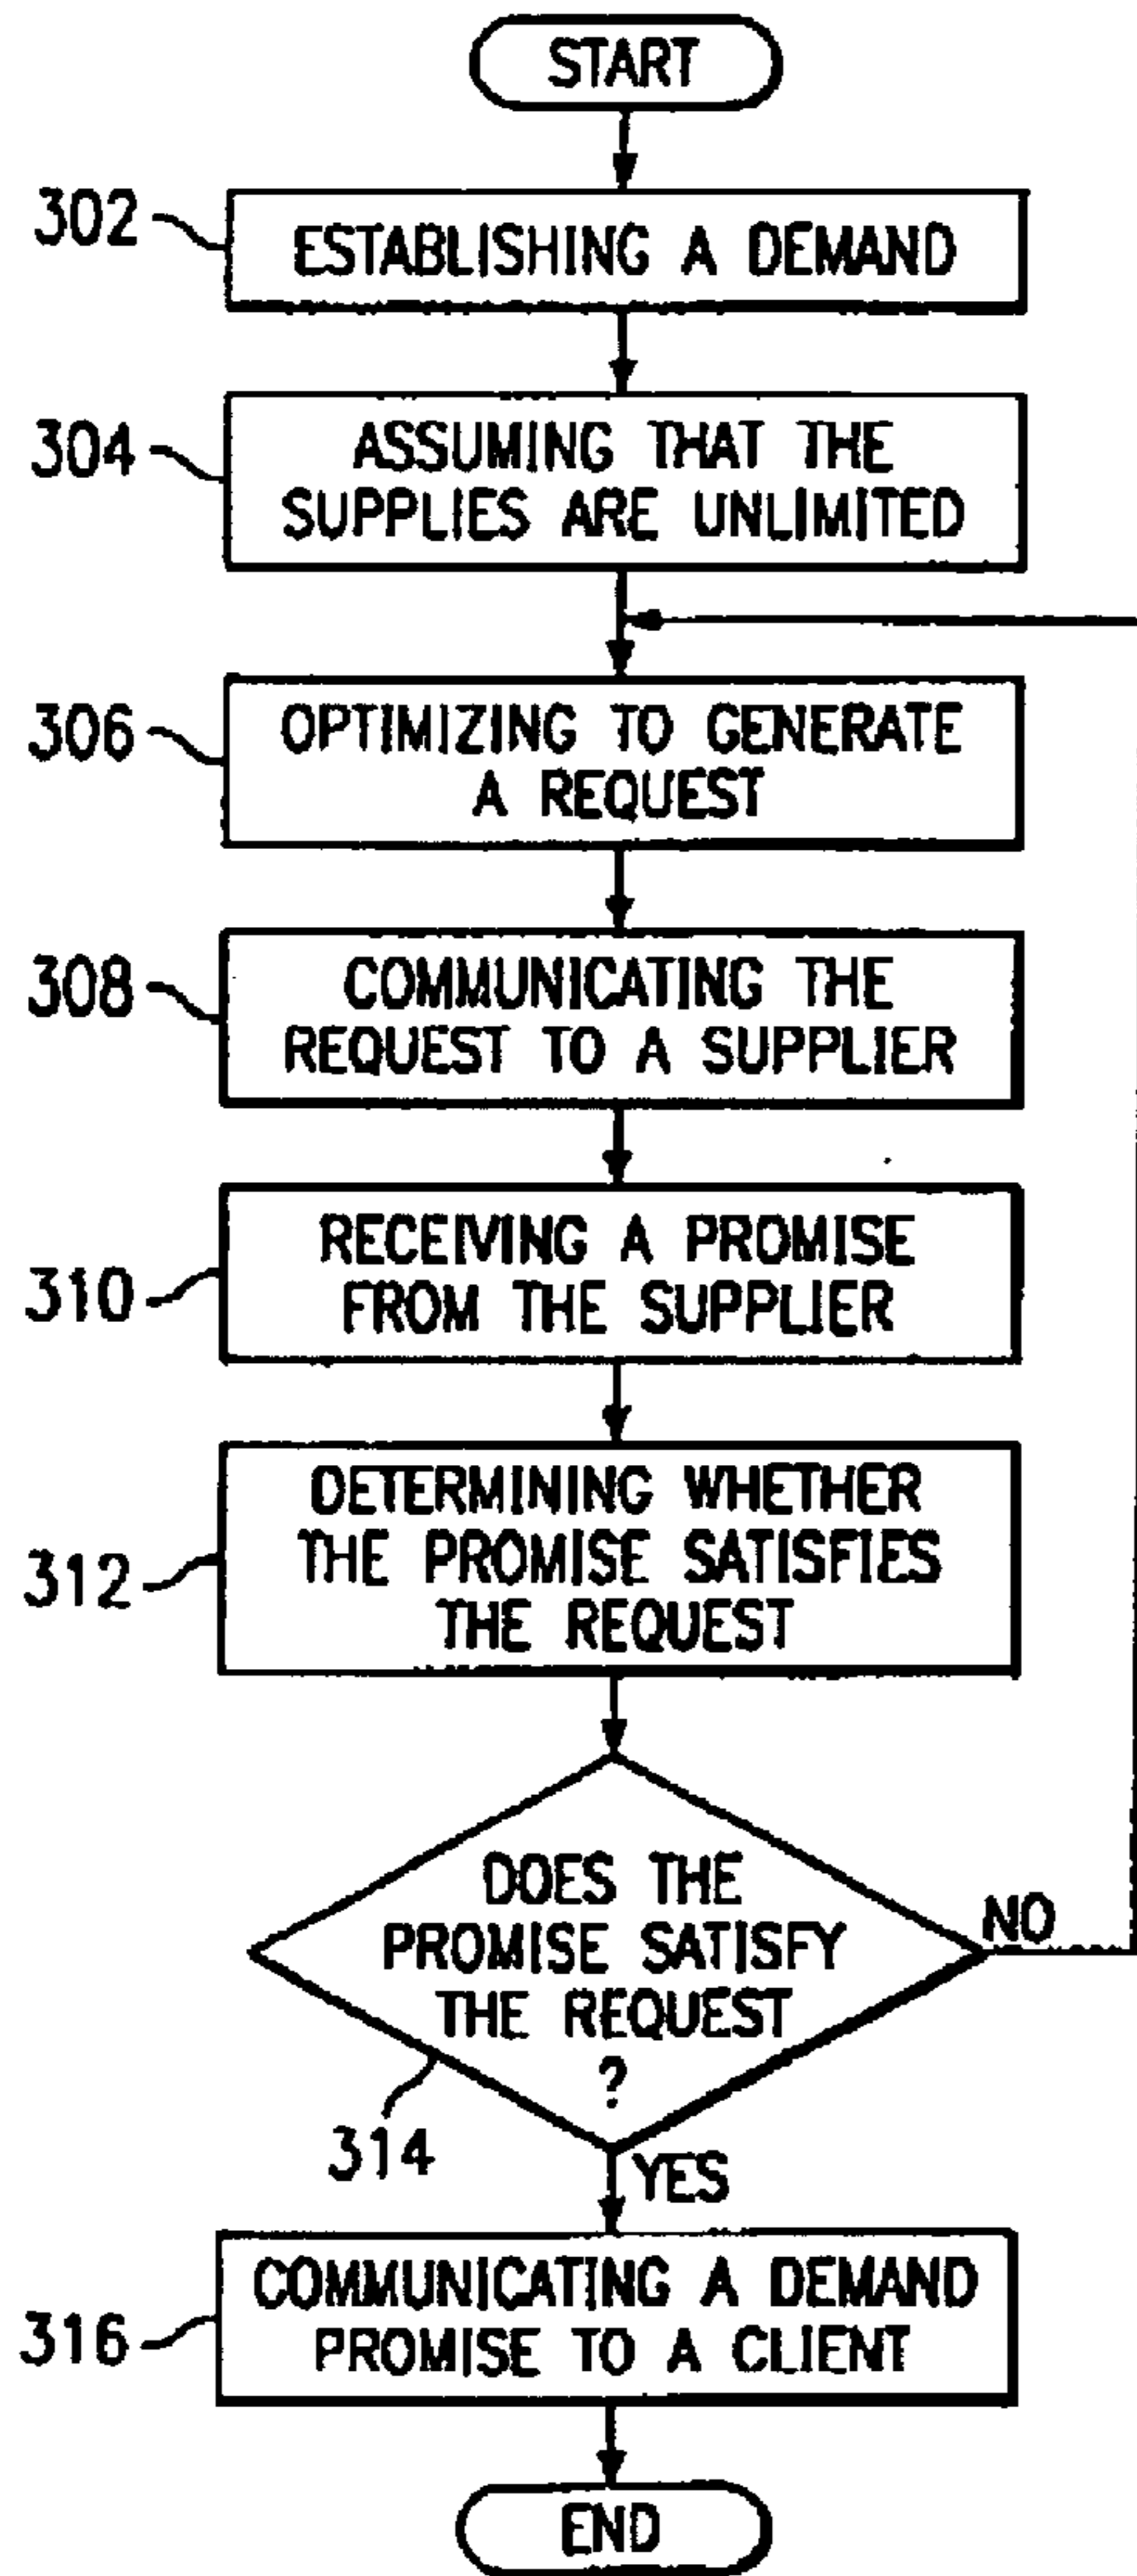 START
302
ESTABLISHING A DEMAND
304
ASSUMING THAT THE
SUPPLIES ARE UNLIMITED
306
OPTIMIZING TO GENERATE
A REQUEST
308
COMMUNICATING THE
REQUEST TO A SUPPLIER
310
RECEIVING A PROMISE
FROM THE SUPPLIER
312
DETERMINING WHETHER
THE PROMISE SATISFIES
THE REQUEST
DOES THE
PROMISE SATISFY
THE REQUEST
?
NO
314
YES
316
COMMUNICATING A DEMAND
PROMISE TO A CLIENT
END